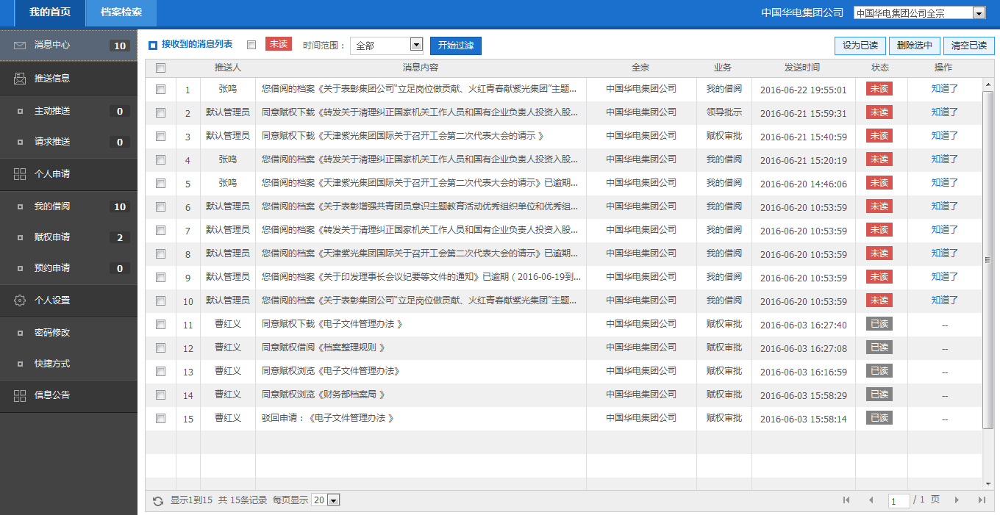 我的首页 档案检索 中国华电集团公司 中国华电集团公司全宗
消息中心 10
推送信息
主动推送 0
请求推送 0
个人申请
我的借阅 10
赋权申请 2
预约申请 0
个人设置
密码修改
快捷方式
信息公告
接收到的消息列表 未读 时间范围： 全部 开始过滤 设为已读 删除选中 清空已读
推送人 消息内容 全宗 业务 发送时间 状态 操作
1 张鸣 您借阅的档案《关于表彰集团公司“立足岗位做贡献、火红青春献紫光集团”主题... 中国华电集团公司 我的借阅 2016-06-22 19:55:01 未读 知道了
2 默认管理员 同意赋权下载《转发关于清理纠正国家机关工作人员和国有企业负责人投资入股... 中国华电集团公司 领导批示 2016-06-21 15:59:31 未读 知道了
3 默认管理员 同意赋权下载《天津紫光集团国际关于召开工会第二次代表大会的请示 》 中国华电集团公司 赋权审批 2016-06-21 15:40:59 未读 知道了
4 张鸣 您借阅的档案《转发关于清理纠正国家机关工作人员和国有企业负责人投资入股... 中国华电集团公司 我的借阅 2016-06-21 15:20:19 未读 知道了
5 张鸣 您借阅的档案《天津紫光集团国际关于召开工会第二次代表大会的请示》已逾期... 中国华电集团公司 我的借阅 2016-06-20 14:46:06 未读 知道了
6 默认管理员 您借阅的档案《关于表彰增强共青团员意识主题教育活动优秀组织单位和优秀组... 中国华电集团公司 我的借阅 2016-06-20 10:53:59 未读 知道了
7 默认管理员 您借阅的档案《转发关于清理纠正国家机关工作人员和国有企业负责人投资入股... 中国华电集团公司 我的借阅 2016-06-20 10:53:59 未读 知道了
8 默认管理员 您借阅的档案《天津紫光集团国际关于召开工会第二次代表大会的请示》已逾期... 中国华电集团公司 我的借阅 2016-06-20 10:53:59 未读 知道了
9 默认管理员 您借阅的档案《关于印发理事长会议纪要等文件的通知》已逾期（2016-06-19到... 中国华电集团公司 我的借阅 2016-06-20 10:53:59 未读 知道了
10 默认管理员 您借阅的档案《关于表彰集团公司“立足岗位做贡献、火红青春献紫光集团”主题... 中国华电集团公司 我的借阅 2016-06-20 10:53:59 未读 知道了
11 曹红义 同意赋权下载《电子文件管理办法 》 中国华电集团公司 赋权审批 2016-06-03 16:27:40 已读 --
12 曹红义 同意赋权借阅《档案整理规则 》 中国华电集团公司 赋权审批 2016-06-03 16:27:08 已读 --
13 曹红义 同意赋权浏览《电子文件管理办法》 中国华电集团公司 赋权审批 2016-06-03 16:16:59 已读 --
14 曹红义 同意赋权浏览《财务部档案局 》 中国华电集团公司 赋权审批 2016-06-03 15:58:29 已读 --
15 曹红义 驳回申请：《电子文件管理办法 》 中国华电集团公司 赋权审批 2016-06-03 15:58:14 已读 --
显示1到15 共 15条记录 每页显示 20 1 / 1 页